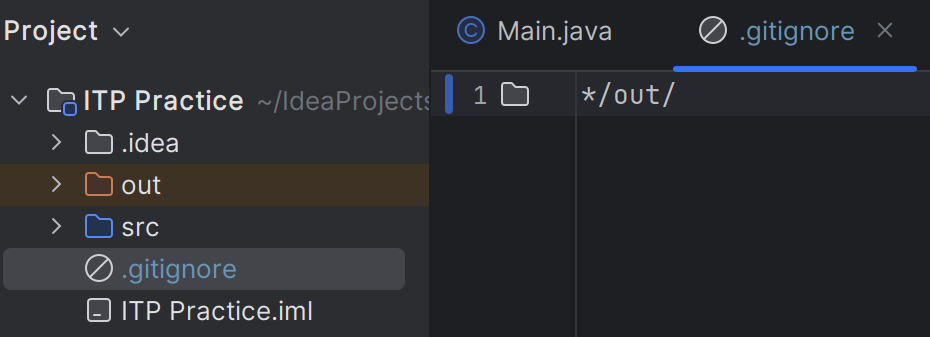 Project
Main.java
.gitignore
ITP Practice ~/IdeaProjects
1 */out/
.idea
out
src
.gitignore
ITP Practice.iml